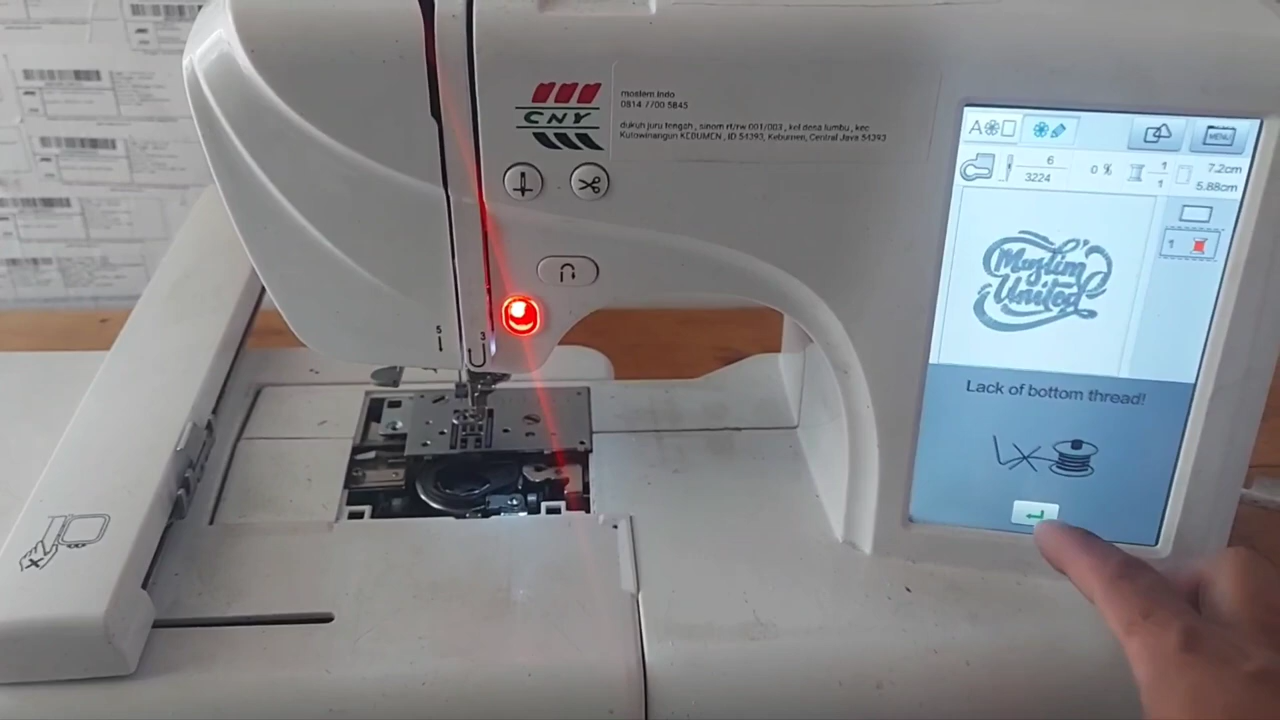 CNY
moslem.indo
0814 7700 5845
dukuh juru tengah , sinom rt/rw 001/003 , kel desa lumbu , kec
Kutowinangun KEBUMEN , ID 54393, Kebumen, Central Java 54393
5
3
A
MENU
6
3224
0 %
1
1
7.2cm
5.88cm
1
Muslim
United
Lack of bottom thread!